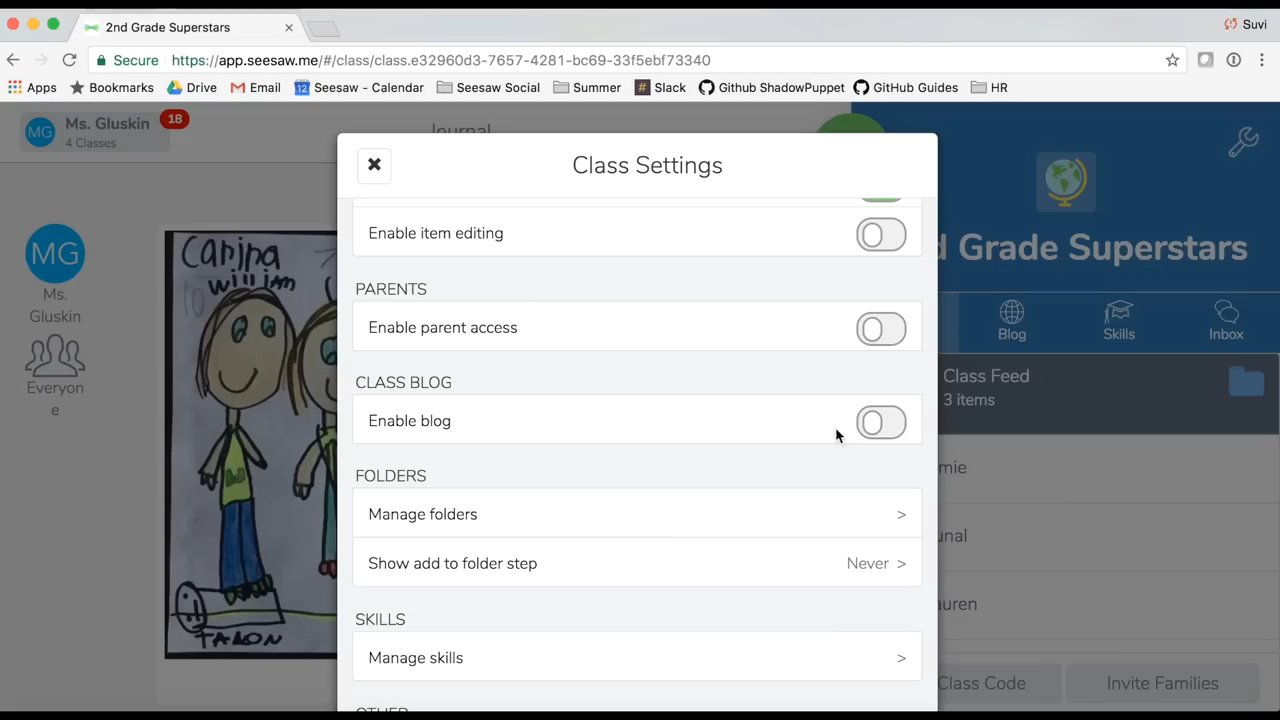 2nd Grade Superstars
Suvi
Secure
https://app.seesaw.me/#/class/class.e32960d3-7657-4281-bc69-33f5ebf73340
Apps Bookmarks Drive Email 12 Seesaw - Calendar Seesaw Social Summer # Slack Github ShadowPuppet GitHub Guides HR
MG Ms. Gluskin 18
4 Classes
Journal
Class Settings
Enable item editing
PARENTS
Enable parent access
CLASS BLOG
Enable blog
FOLDERS
Manage folders >
Show add to folder step Never >
SKILLS
Manage skills >
OTHER
MG
Ms.
Gluskin
Everyon
e
Carina
william
TALON
d Grade Superstars
Blog Skills Inbox
Class Feed
3 items
mie
unal
auren
Class Code Invite Families